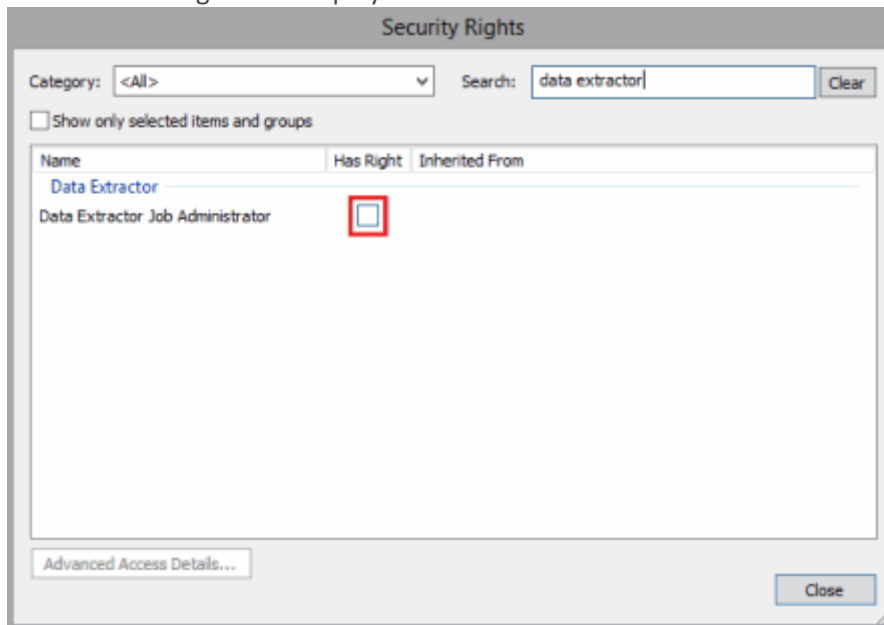 Security Rights
Category: <All> Search: data extractor Clear
Show only selected items and groups
Name Has Right Inherited From
Data Extractor
Data Extractor Job Administrator
Advanced Access Details...
Close